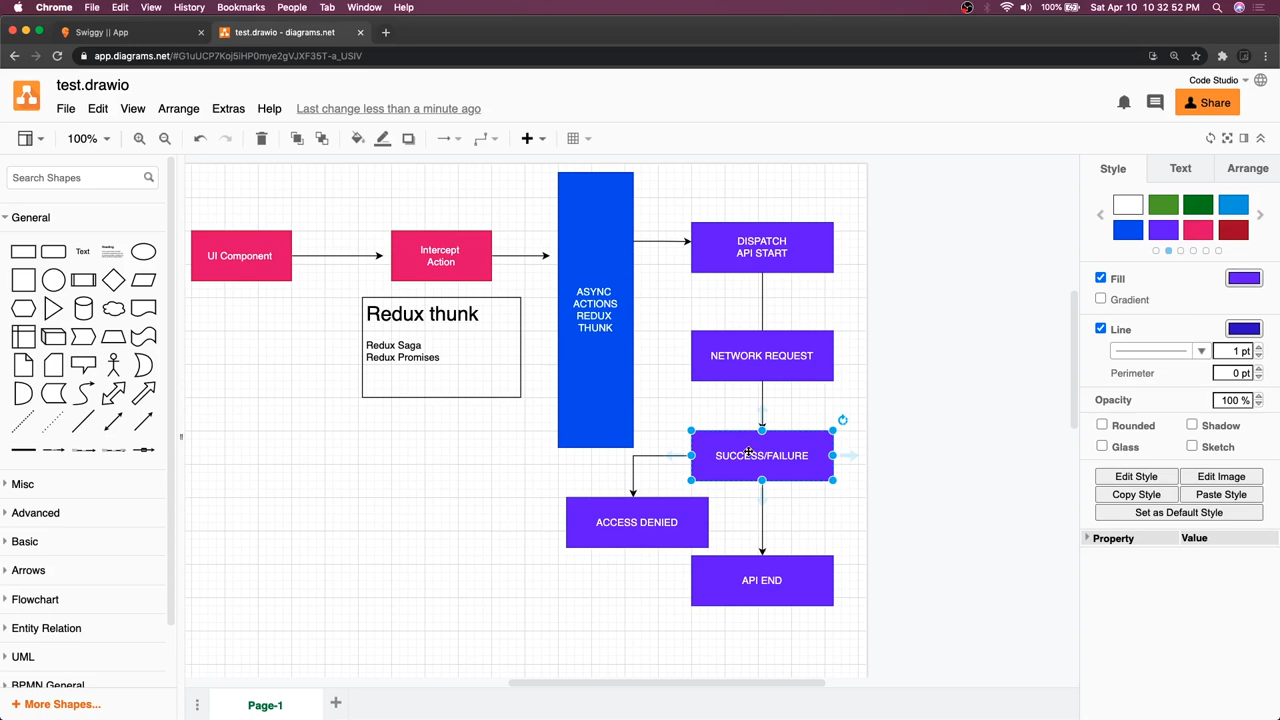 Chrome File Edit View History Bookmarks People Tab Window Help
100% Sat Apr 10 10:32:52 PM
Swiggy || App
test.drawio - diagrams.net
test.drawio
Code Studio
File Edit View Arrange Extras Help Last change less than a minute ago
Share
100%
Search Shapes
General
Text
Heading
Misc
Advanced
Basic
Arrows
Flowchart
Entity Relation
UML
BPMN General
+ More Shapes...
UI Component
Intercept
Action
Redux thunk
Redux Saga
Redux Promises
ASYNC
ACTIONS
REDUX
THUNK
DISPATCH
API START
NETWORK REQUEST
SUCCESS/FAILURE
ACCESS DENIED
API END
Page-1
Style Text Arrange
Fill
Gradient
Line
1 pt
Perimeter 0 pt
Opacity 100 %
Rounded Shadow
Glass Sketch
Edit Style Edit Image
Copy Style Paste Style
Set as Default Style
Property Value